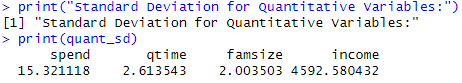 > print("Standard Deviation for Quantitative Variables:")
[1] "Standard Deviation for Quantitative Variables:"
> print(quant_sd)
spend qtime famsize income
15.321118 2.613543 2.003503 4592.580432